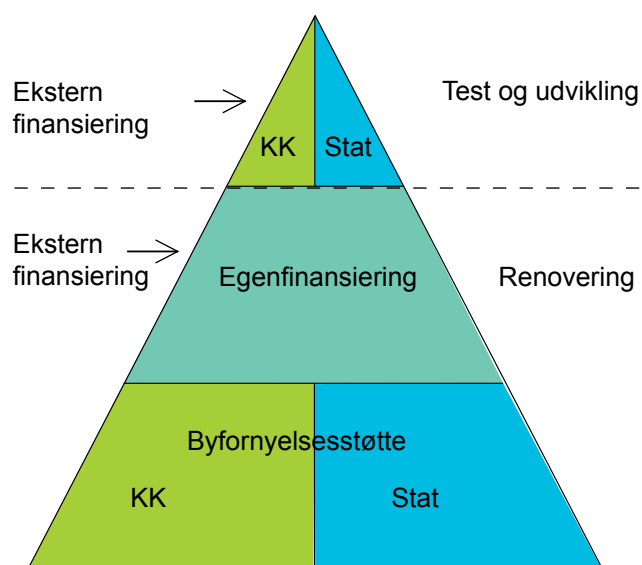 Ekstern
finansiering
Test og udvikling
KK
Stat
Ekstern
finansiering
Egenfinansiering
Renovering
Byfornyelsesstøtte
KK
Stat